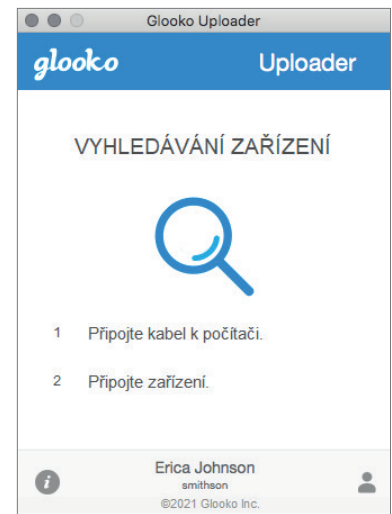 Glooko Uploader
glooko Uploader
VYHLEDÁVÁNÍ ZAŘÍZENÍ
1 Připojte kabel k počítači.
2 Připojte zařízení.
i
Erica Johnson
smithson
©2021 Glooko Inc.